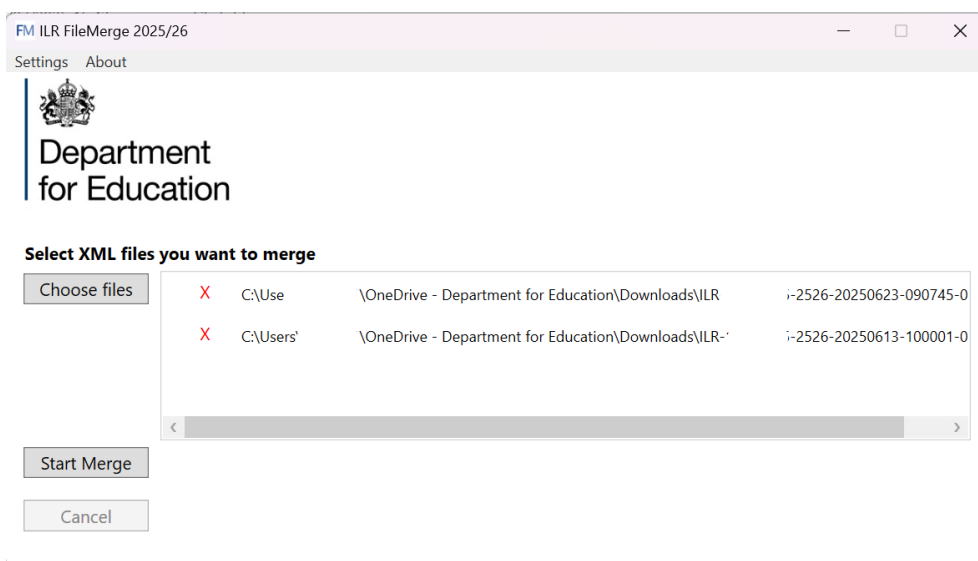 FM ILR FileMerge 2025/26
Settings About
Department
for Education
Select XML files you want to merge
Choose files
X C:\Use \OneDrive - Department for Education\Downloads\ILR -2526-20250623-090745-0
X C:\Users' \OneDrive - Department for Education\Downloads\ILR- -2526-20250613-100001-0
Start Merge
Cancel